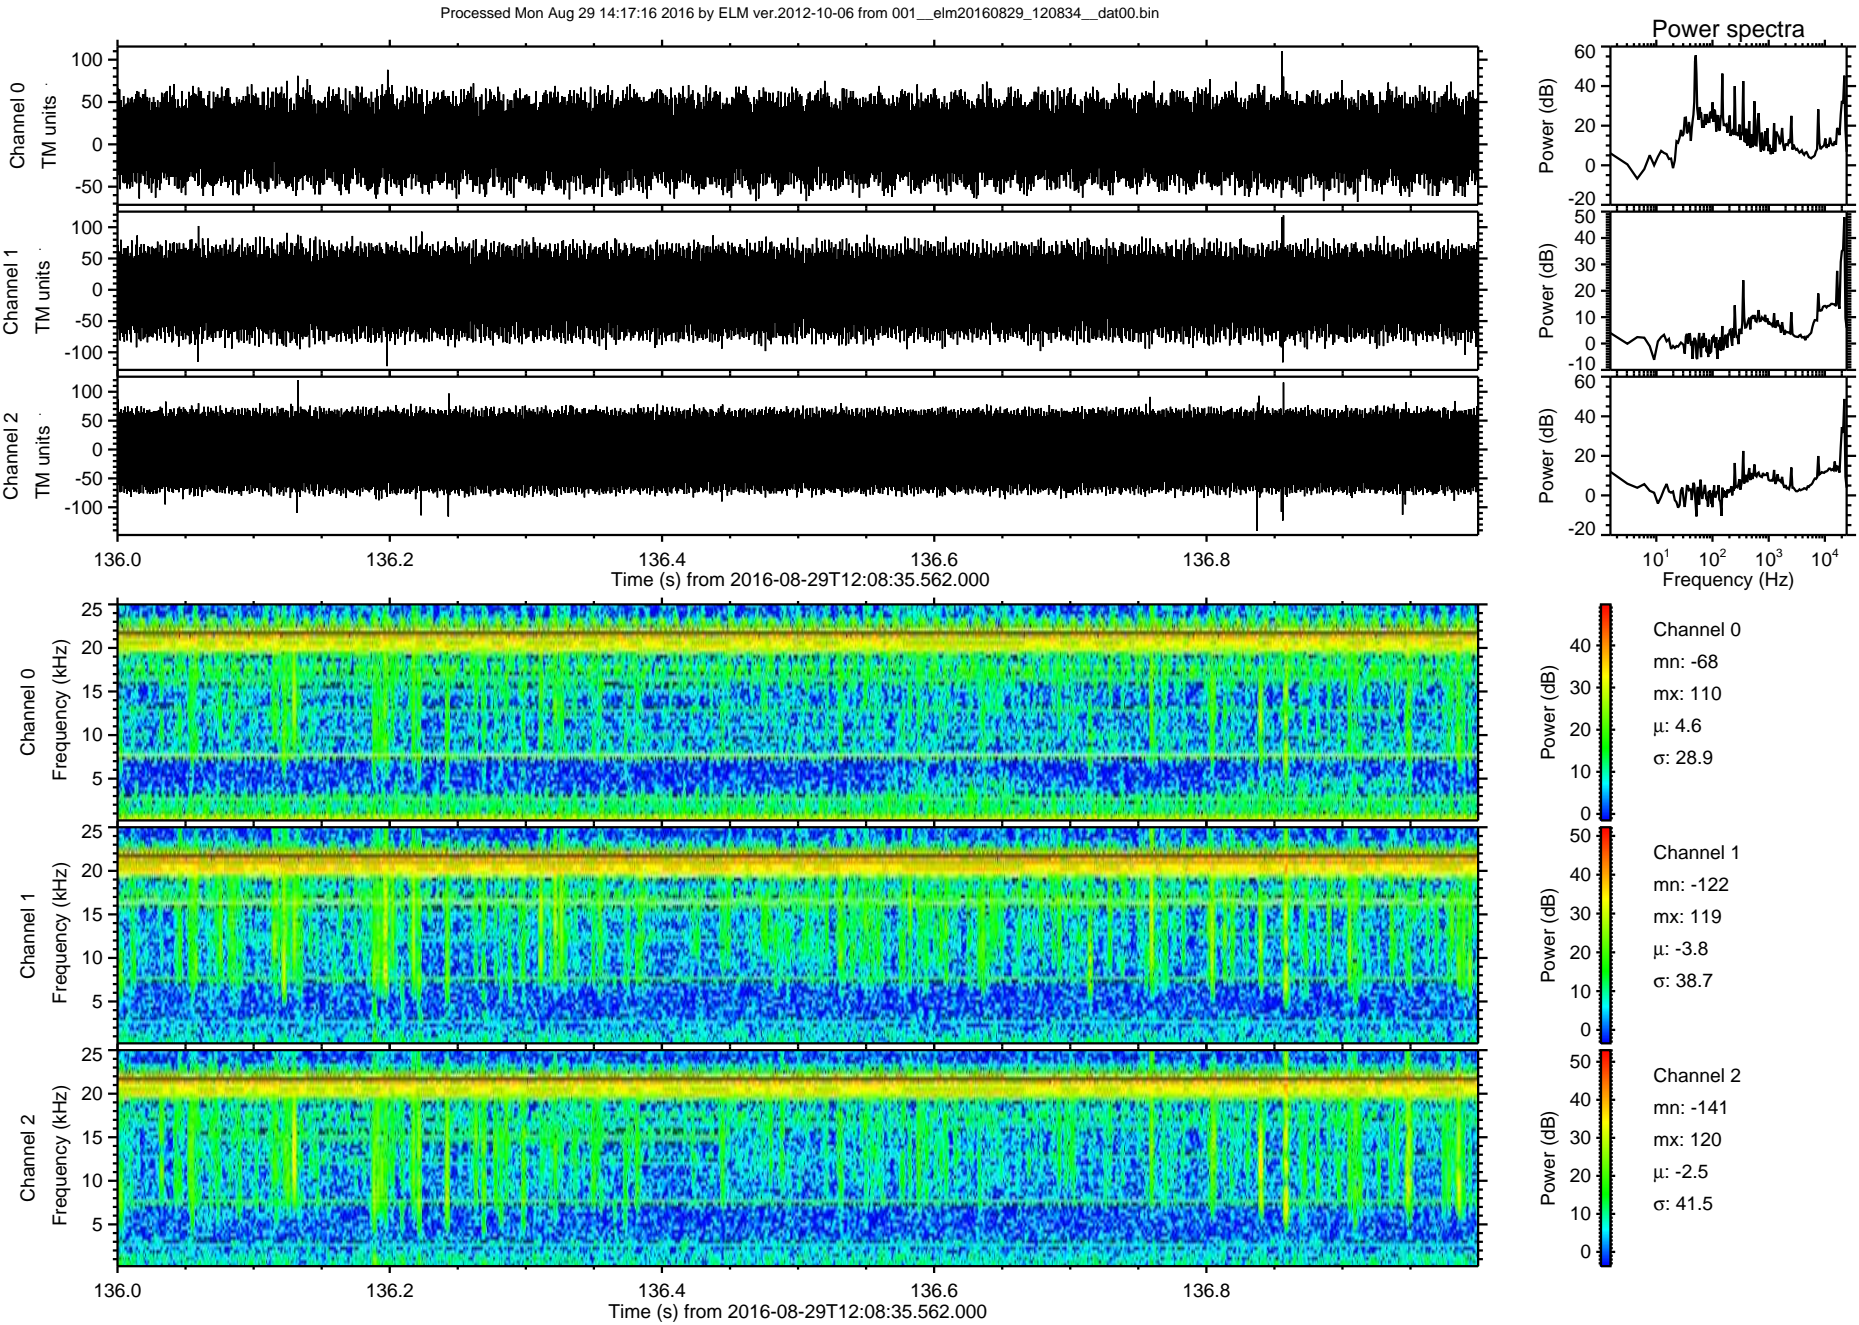 Processed Mon Aug 29 14:17:16 2016 by ELM ver.2012-10-06 from 001__elm20160829_120834__dat00.bin
Power spectra
Channel 0
TM units
100
50
0
-50
Power (dB)
60
40
20
0
-20
Channel 1
TM units
100
50
0
-50
-100
Power (dB)
50
40
30
20
10
0
-10
Channel 2
TM units
100
50
0
-50
-100
Power (dB)
60
40
20
0
-20
136.0 136.2 136.4 136.6 136.8
Time (s) from 2016-08-29T12:08:35.562.000
10¹ 10² 10³ 10⁴
Frequency (Hz)
Channel 0
Frequency (kHz)
25
20
15
10
5
Power (dB)
40
30
20
10
0
Channel 0
mn: -68
mx: 110
μ: 4.6
σ: 28.9
Channel 1
Frequency (kHz)
25
20
15
10
5
Power (dB)
50
40
30
20
10
0
Channel 1
mn: -122
mx: 119
μ: -3.8
σ: 38.7
Channel 2
Frequency (kHz)
25
20
15
10
5
Power (dB)
50
40
30
20
10
0
Channel 2
mn: -141
mx: 120
μ: -2.5
σ: 41.5
136.0 136.2 136.4 136.6 136.8
Time (s) from 2016-08-29T12:08:35.562.000